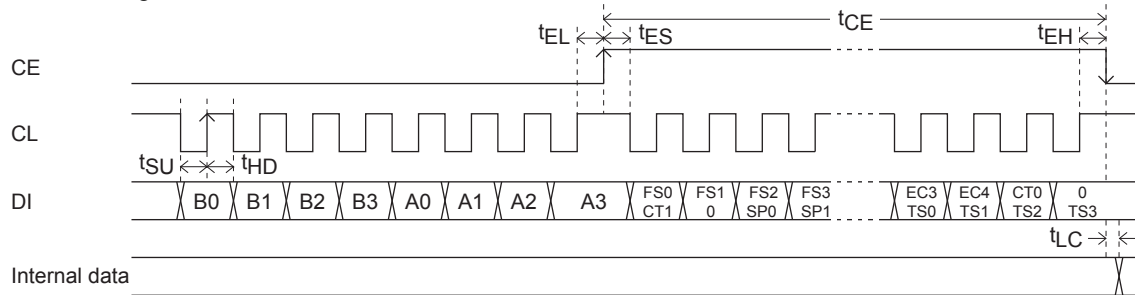 tCE
tEL tES tEH
CE
CL
tSU tHD
DI B0 B1 B2 B3 A0 A1 A2 A3 FS0 FS1 FS2 FS3 EC3 EC4 CT0 0
CT1 0 SP0 SP1 TS0 TS1 TS2 TS3
tLC
Internal data